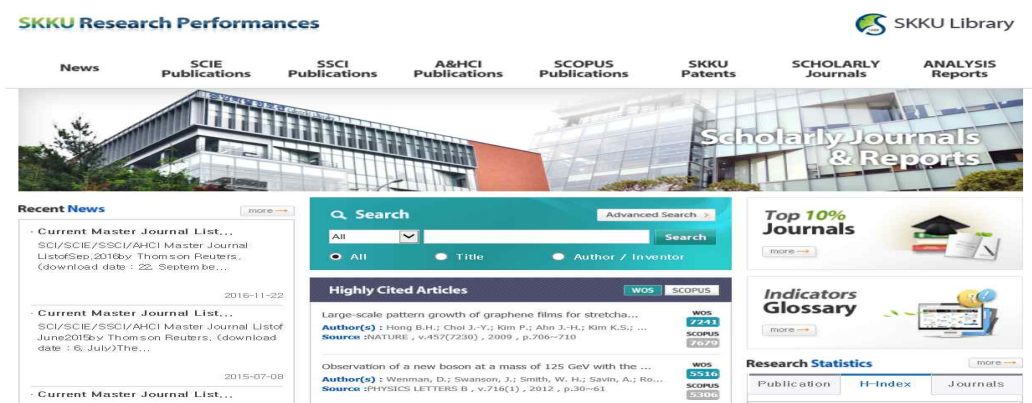 SKKU Research Performances
SKKU Library
News
SCIE
Publications
SSCI
Publications
A&HCI
Publications
SCOPUS
Publications
SKKU
Patents
SCHOLARLY
Journals
ANALYSIS
Reports
Scholarly Journals
& Reports
Recent News
more →
· Current Master Journal List...
SCI/SCIE/SSCI/AHCI Master Journal
ListofSep,2016by Thomson Reuters,
(download date : 22, Septembe...
2016-11-22
· Current Master Journal List...
SCI/SCIE/SSCI/AHCI Master Journal Listof
June2015by Thomson Reuters, (download
date : 6, July)The...
2015-07-08
· Current Master Journal List...
Search
Advanced Search >
All
Search
All
Title
Author / Inventor
Highly Cited Articles
WOS
SCOPUS
Large-scale pattern growth of graphene films for stretcha...
Author(s) : Hong B.H.; Choi J.-Y.; Kim P.; Ahn J.-H.; Kim K.S.; ...
Source :NATURE , v.457(7230) , 2009 , p.706~710
WOS
7241
SCOPUS
7679
Observation of a new boson at a mass of 125 GeV with the ...
Author(s) : Wenman, D.; Swanson, J.; Smith, W. H.; Savin, A.; Ro...
Source :PHYSICS LETTERS B , v.716(1) , 2012 , p.30~61
WOS
5516
SCOPUS
5306
Top 10%
Journals
more →
Indicators
Glossary
more →
Research Statistics
more →
Publication
H-Index
Journals